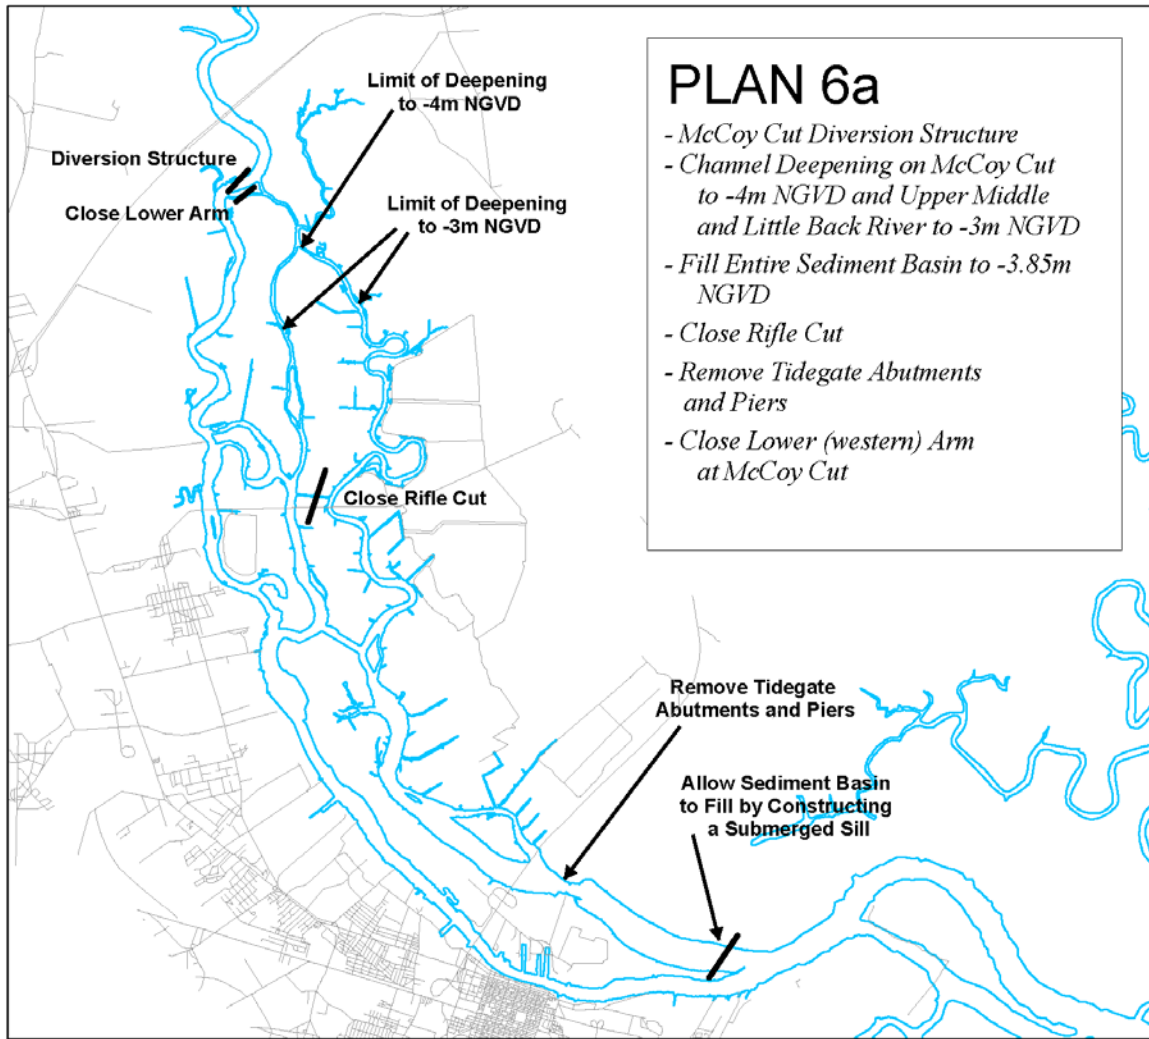 Limit of Deepening
to -4m NGVD
Diversion Structure
Close Lower Arm
Limit of Deepening
to -3m NGVD
Close Rifle Cut
Remove Tidegate
Abutments and Piers
Allow Sediment Basin
to Fill by Constructing
a Submerged Sill
PLAN 6a
- McCoy Cut Diversion Structure
- Channel Deepening on McCoy Cut
to -4m NGVD and Upper Middle
and Little Back River to -3m NGVD
- Fill Entire Sediment Basin to -3.85m
NGVD
- Close Rifle Cut
- Remove Tidegate Abutments
and Piers
- Close Lower (western) Arm
at McCoy Cut